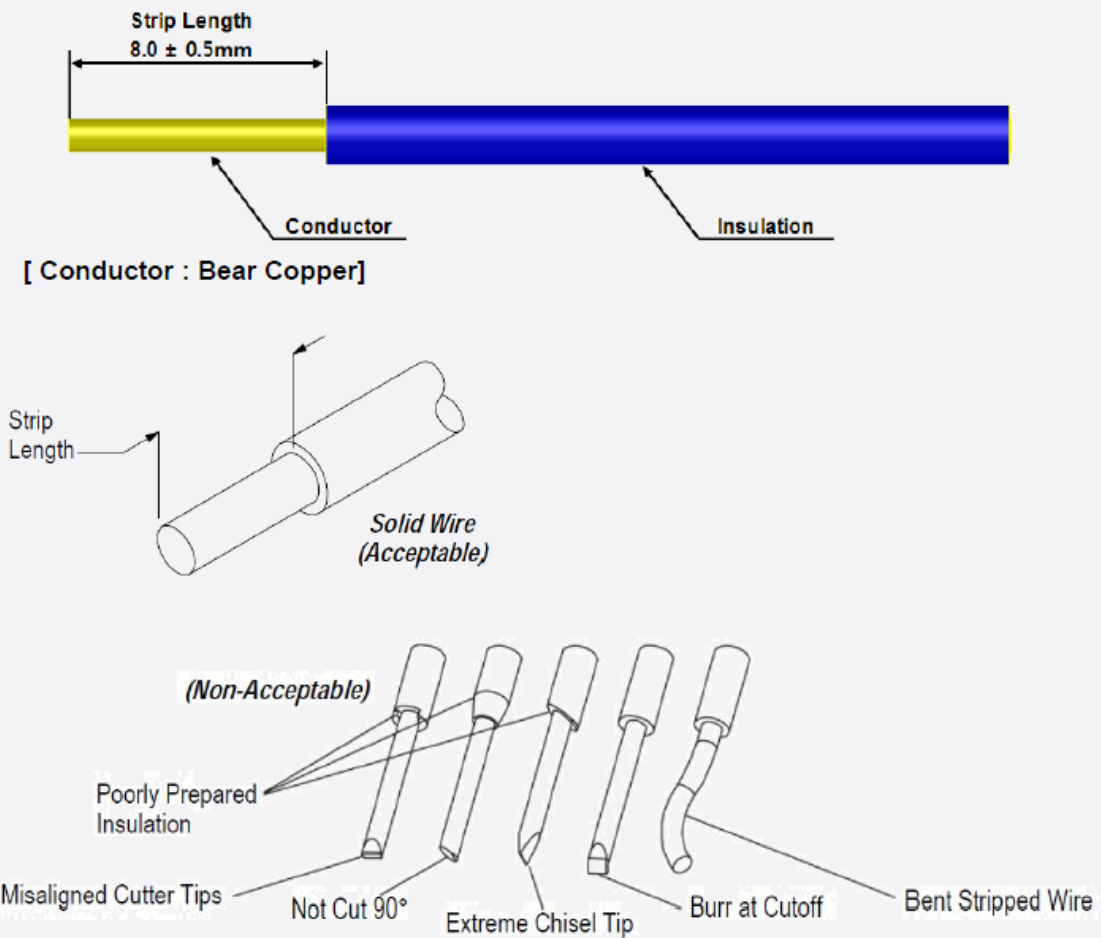 Strip Length
8.0 ± 0.5mm
Conductor
Insulation
[ Conductor : Bear Copper]
Strip
Length
Solid Wire
(Acceptable)
(Non-Acceptable)
Poorly Prepared
Insulation
Misaligned Cutter Tips
Not Cut 90°
Extreme Chisel Tip
Burr at Cutoff
Bent Stripped Wire